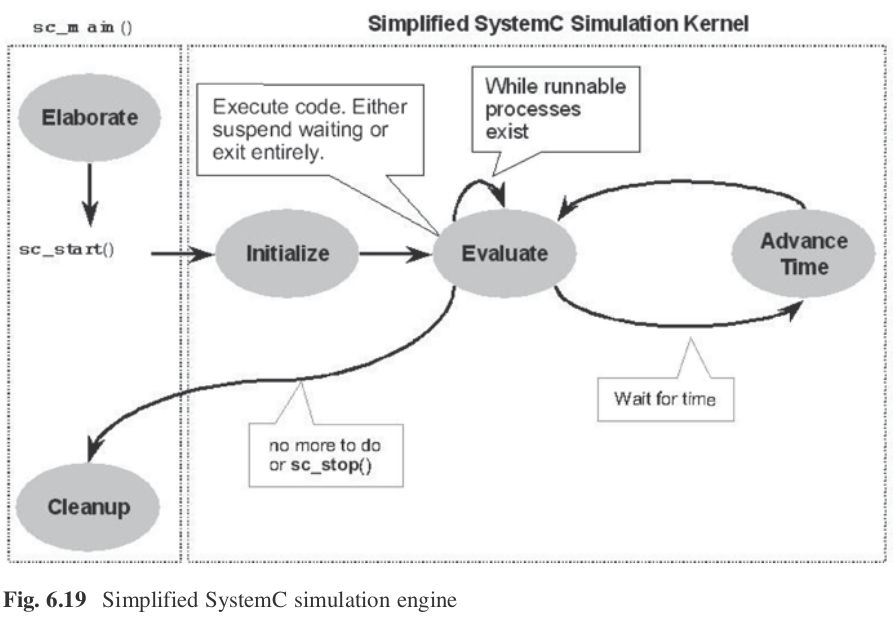 sc_main()
Simplified SystemC Simulation Kernel
Elaborate
Execute code. Either
suspend waiting or
exit entirely.
While runnable
processes
exist
sc_start()
Initialize
Evaluate
Advance
Time
Wait for time
no more to do
or sc_stop()
Cleanup
Fig. 6.19 Simplified SystemC simulation engine